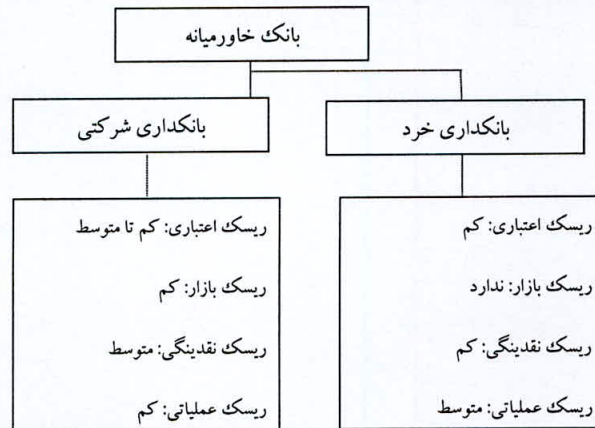 بانک خاورمیانه
بانکداری خرد
بانکداری شرکتی
ریسک اعتباری: کم
ریسک بازار: ندارد
ریسک نقدینگی: کم
ریسک عملیاتی: متوسط
ریسک اعتباری: کم تا متوسط
ریسک بازار: کم
ریسک نقدینگی: متوسط
ریسک عملیاتی: کم